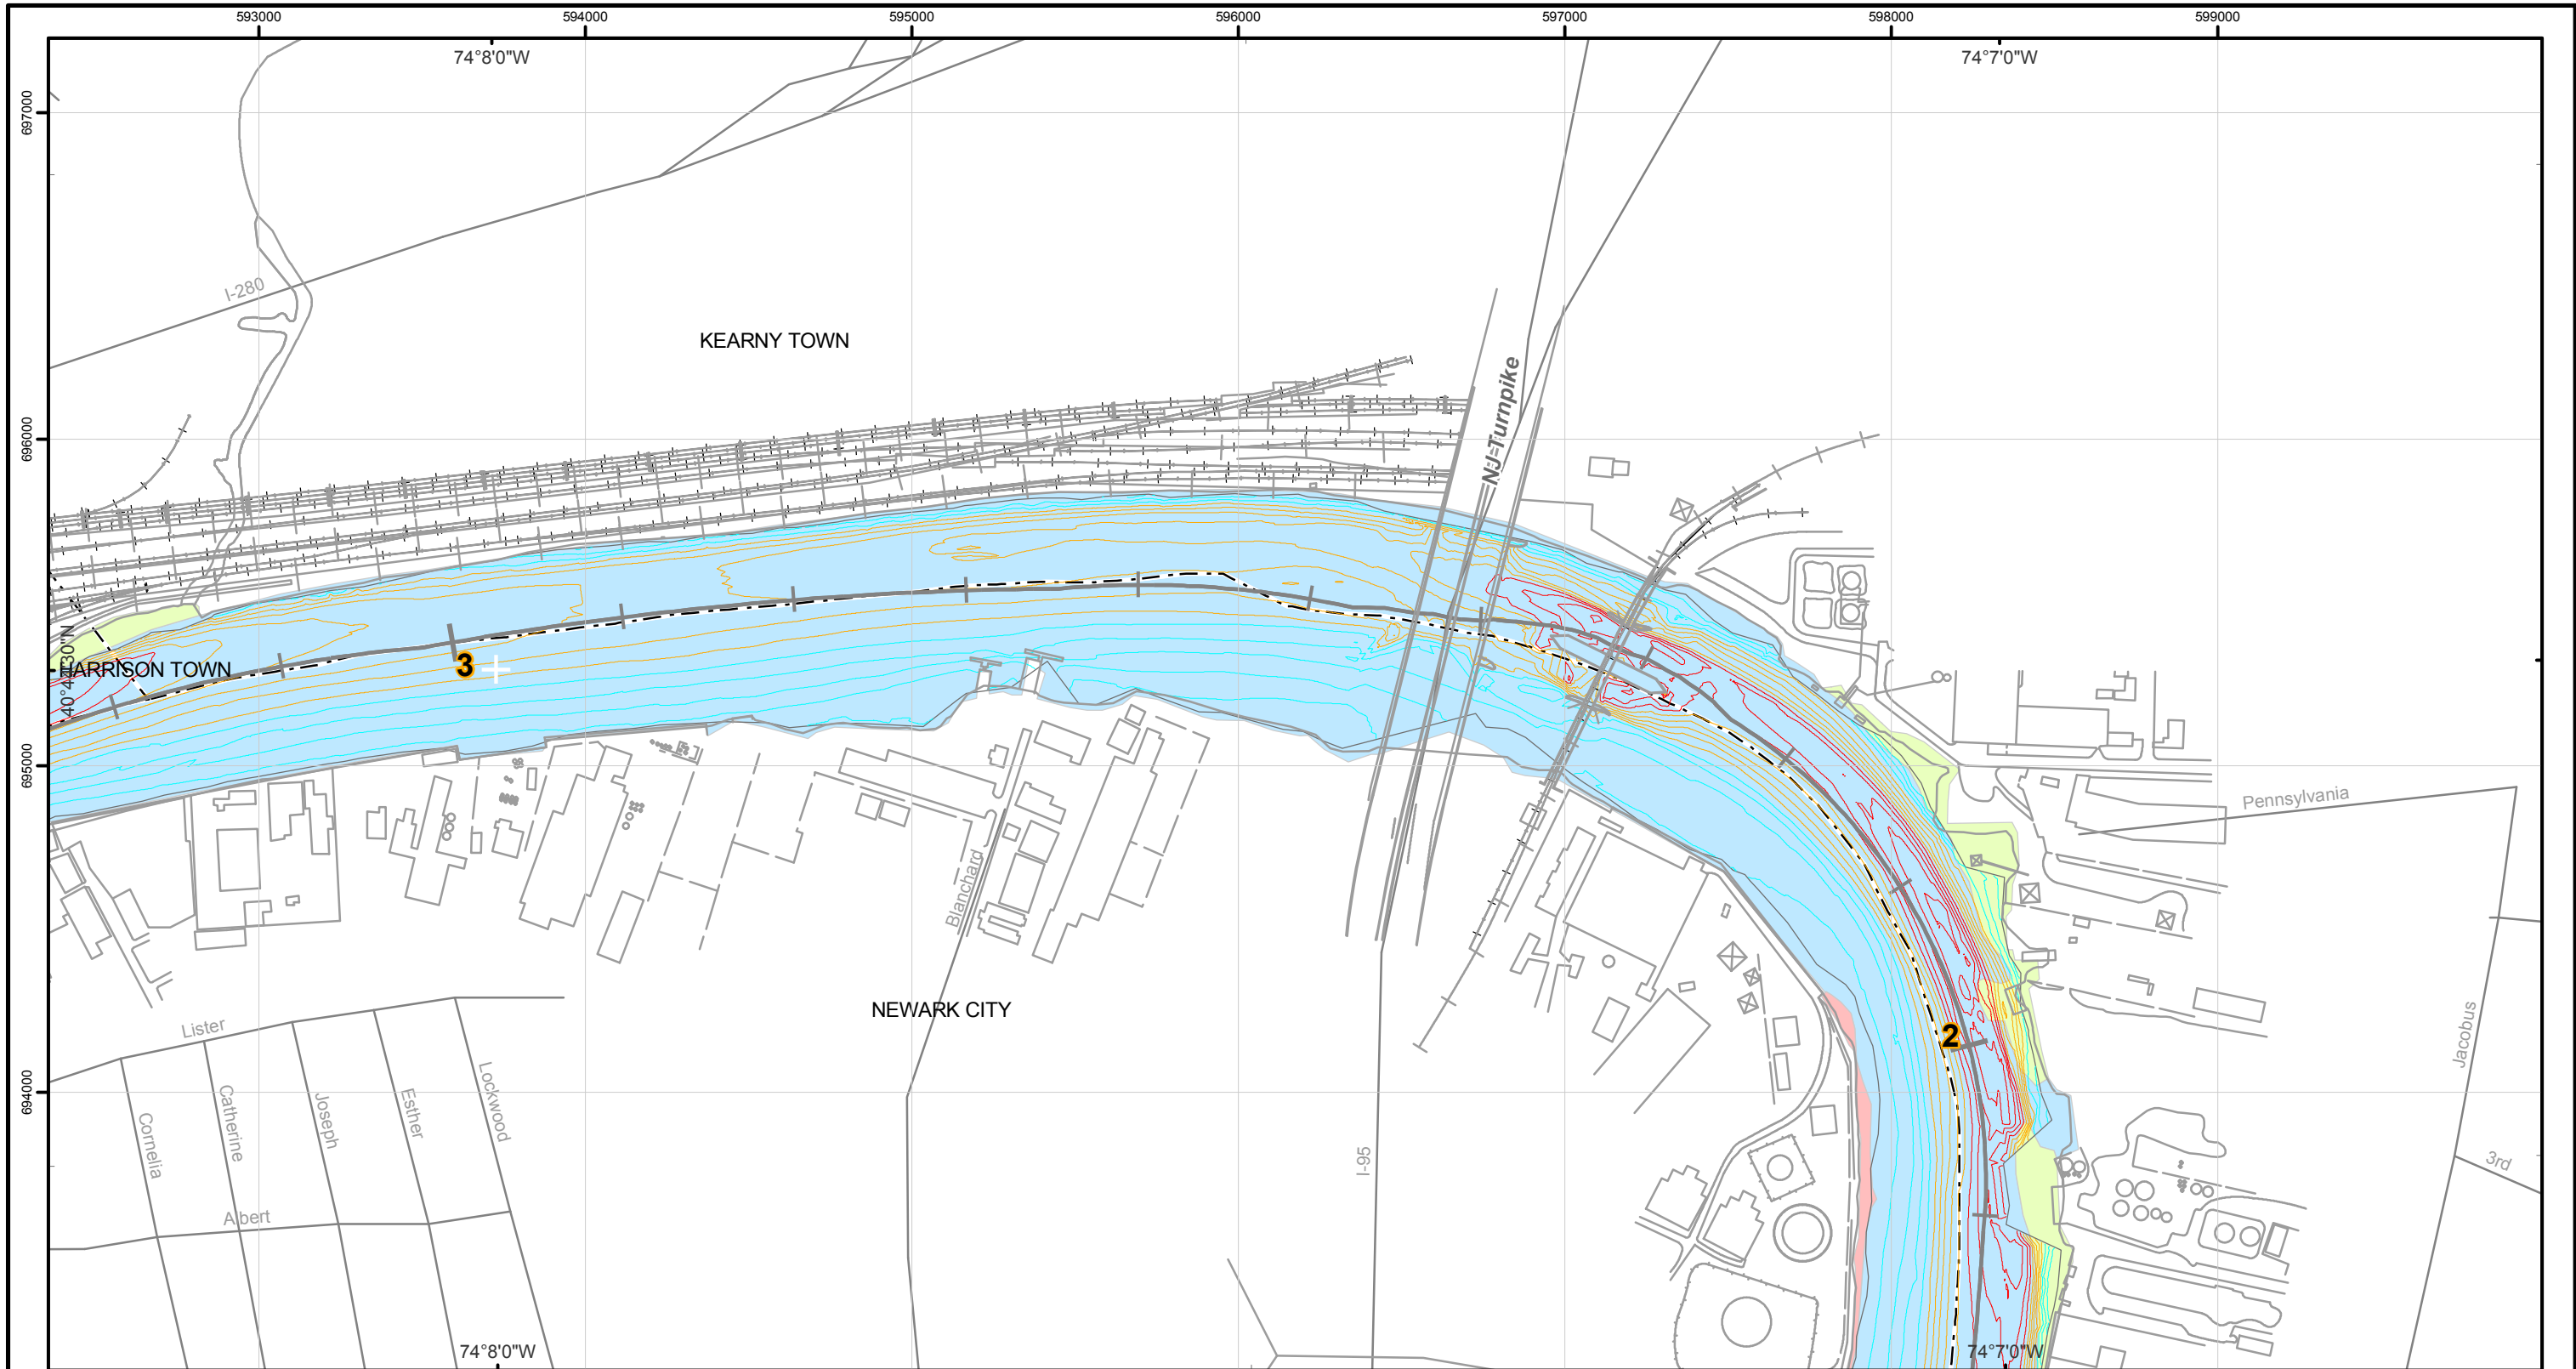 593000 594000 595000 596000 597000 598000 599000
74°8'0"W 74°7'0"W
697000
I-280
KEARNY TOWN
NJ-Turnpike
696000
HARRISON TOWN
3
695000
Pennsylvania
Blanchard
NEWARK CITY
Lister
2
Jacobus
694000
Cornelia
Catherine
Joseph
Esther
Lockwood
I-95
3rd
Albert
74°8'0"W 74°7'0"W